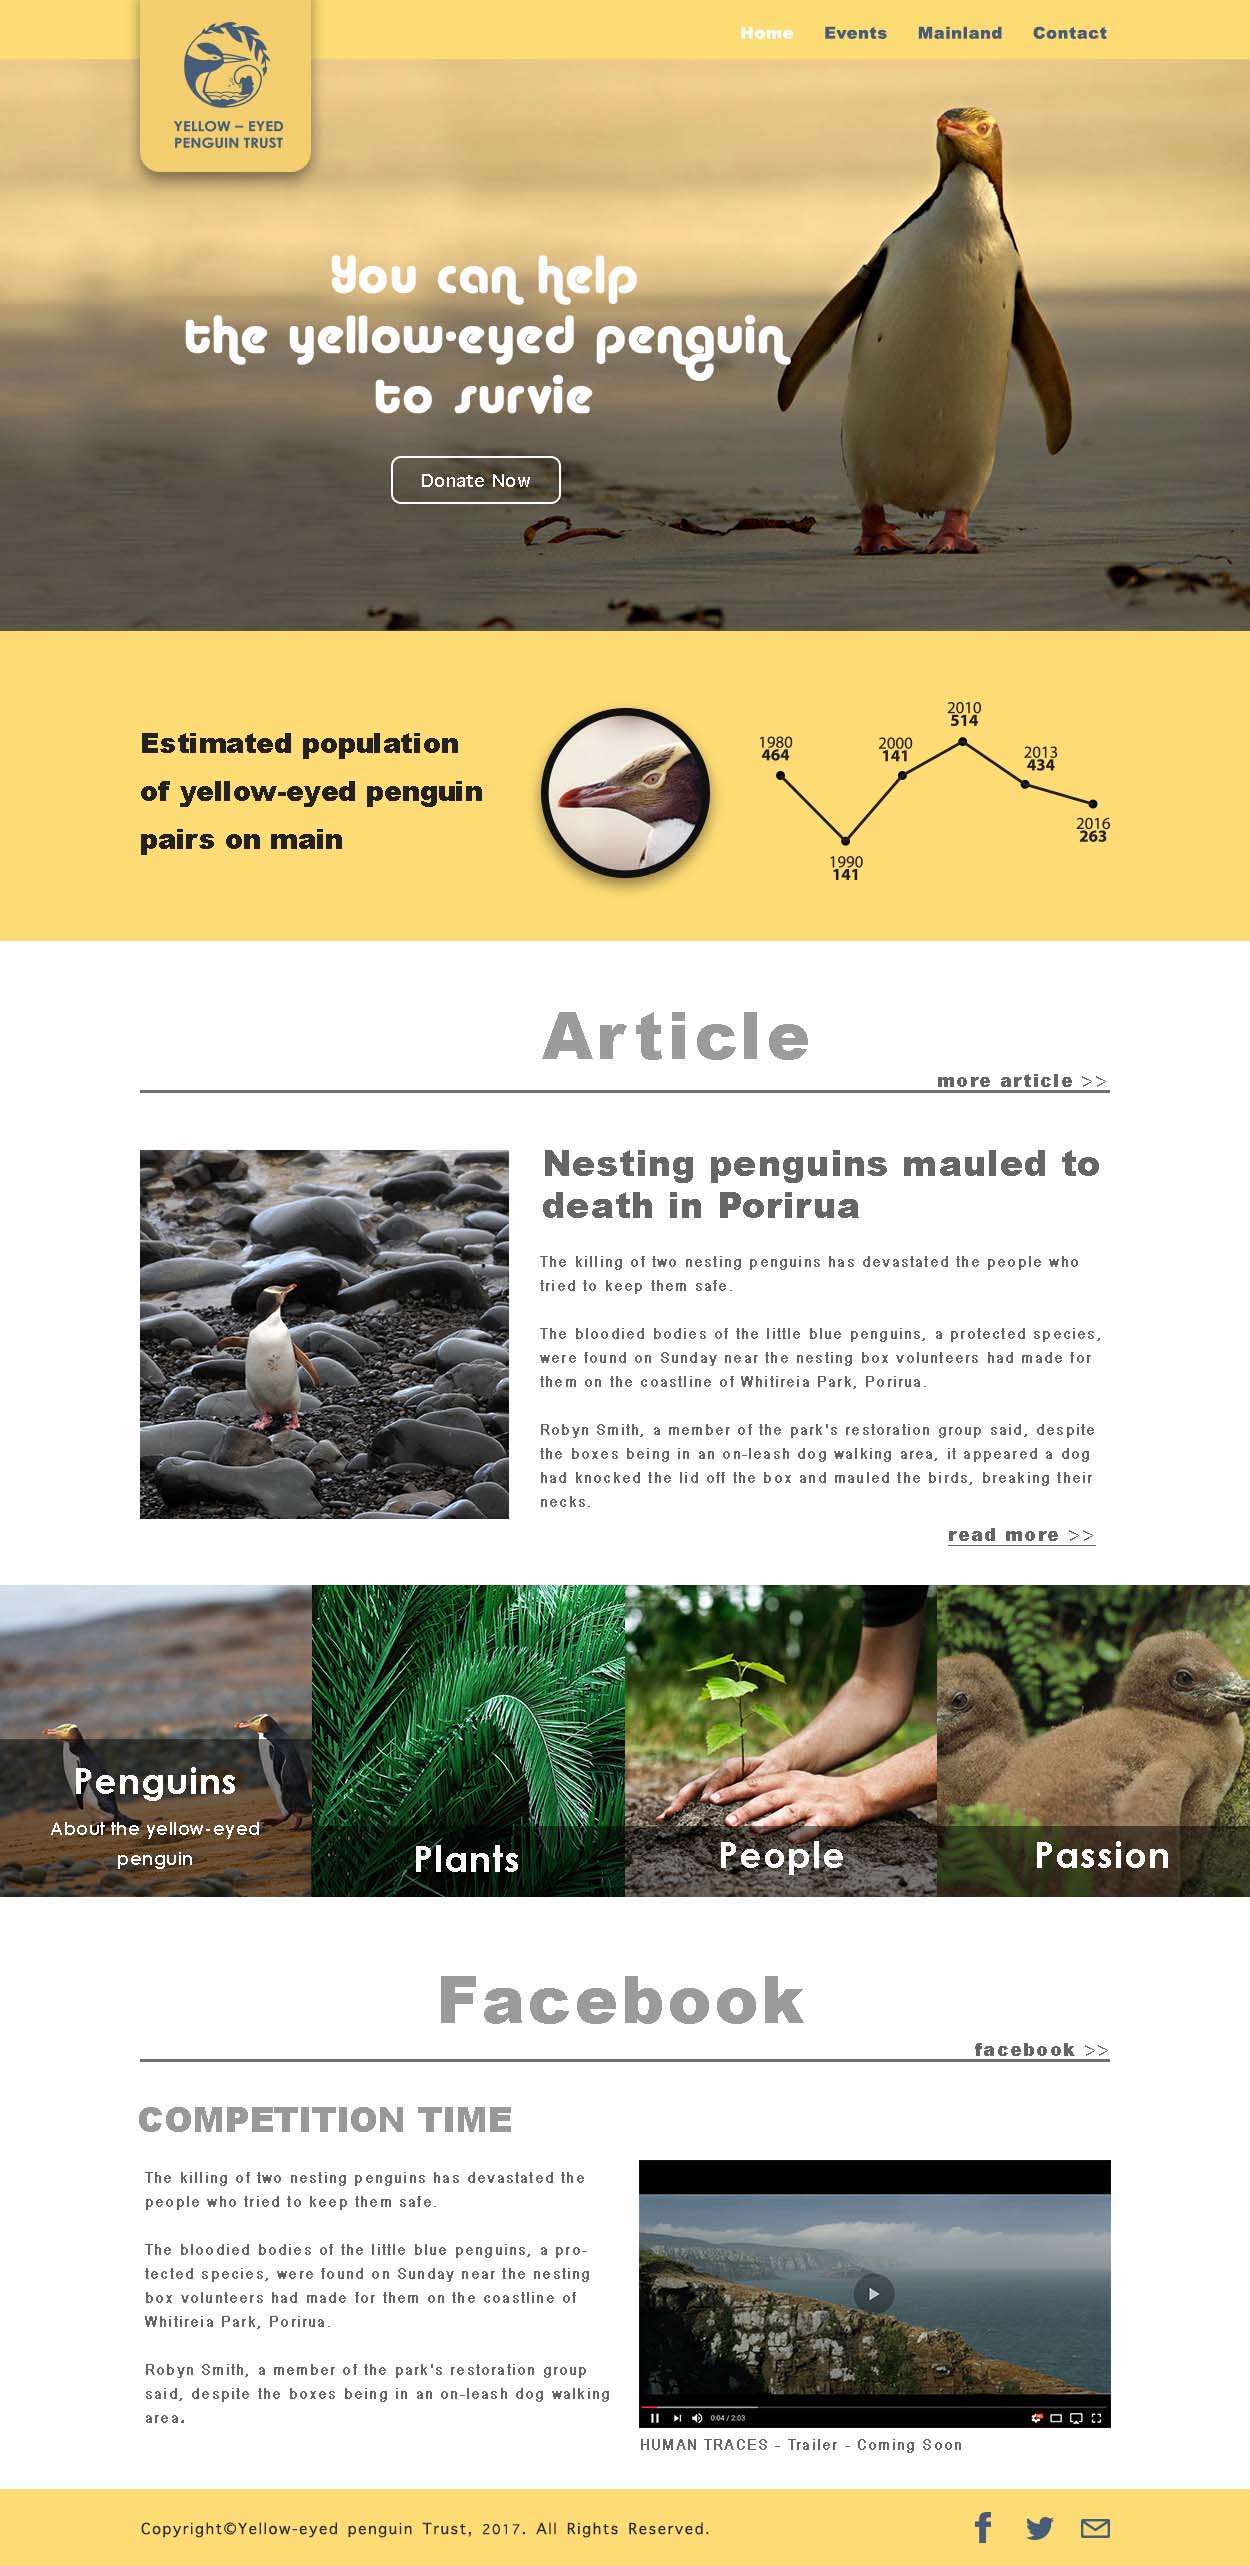 Home Events Mainland Contact
YELLOW – EYED
PENGUIN TRUST
You can help
the yellow-eyed penguin
to survie
Donate Now
Estimated population
of yellow-eyed penguin
pairs on main
1980
464
1990
141
2000
141
2010
514
2013
434
2016
263
Article
more article >>
Nesting penguins mauled to
death in Porirua
The killing of two nesting penguins has devastated the people who
tried to keep them safe.
The bloodied bodies of the little blue penguins, a protected species,
were found on Sunday near the nesting box volunteers had made for
them on the coastline of Whitireia Park, Porirua.
Robyn Smith, a member of the park's restoration group said, despite
the boxes being in an on-leash dog walking area, it appeared a dog
had knocked the lid off the box and mauled the birds, breaking their
necks.
read more >>
Penguins
About the yellow-eyed
penguin
Plants
People
Passion
Facebook
facebook >>
COMPETITION TIME
The killing of two nesting penguins has devastated the
people who tried to keep them safe.
The bloodied bodies of the little blue penguins, a pro-
tected species, were found on Sunday near the nesting
box volunteers had made for them on the coastline of
Whitireia Park, Porirua.
Robyn Smith, a member of the park's restoration group
said, despite the boxes being in an on-leash dog walking
area.
0:04 / 2:03
HUMAN TRACES - Trailer - Coming Soon
Copyright©Yellow-eyed penguin Trust, 2017. All Rights Reserved.